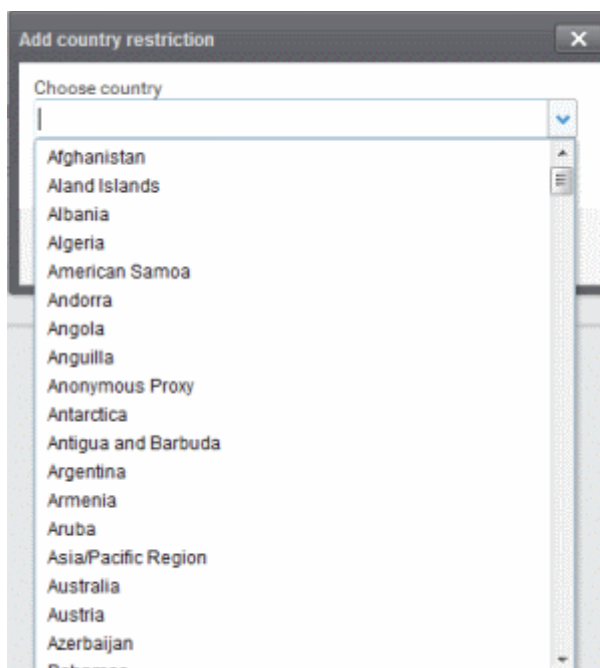 Add country restriction
Choose country
Afghanistan
Aland Islands
Albania
Algeria
American Samoa
Andorra
Angola
Anguilla
Anonymous Proxy
Antarctica
Antigua and Barbuda
Argentina
Armenia
Aruba
Asia/Pacific Region
Australia
Austria
Azerbaijan